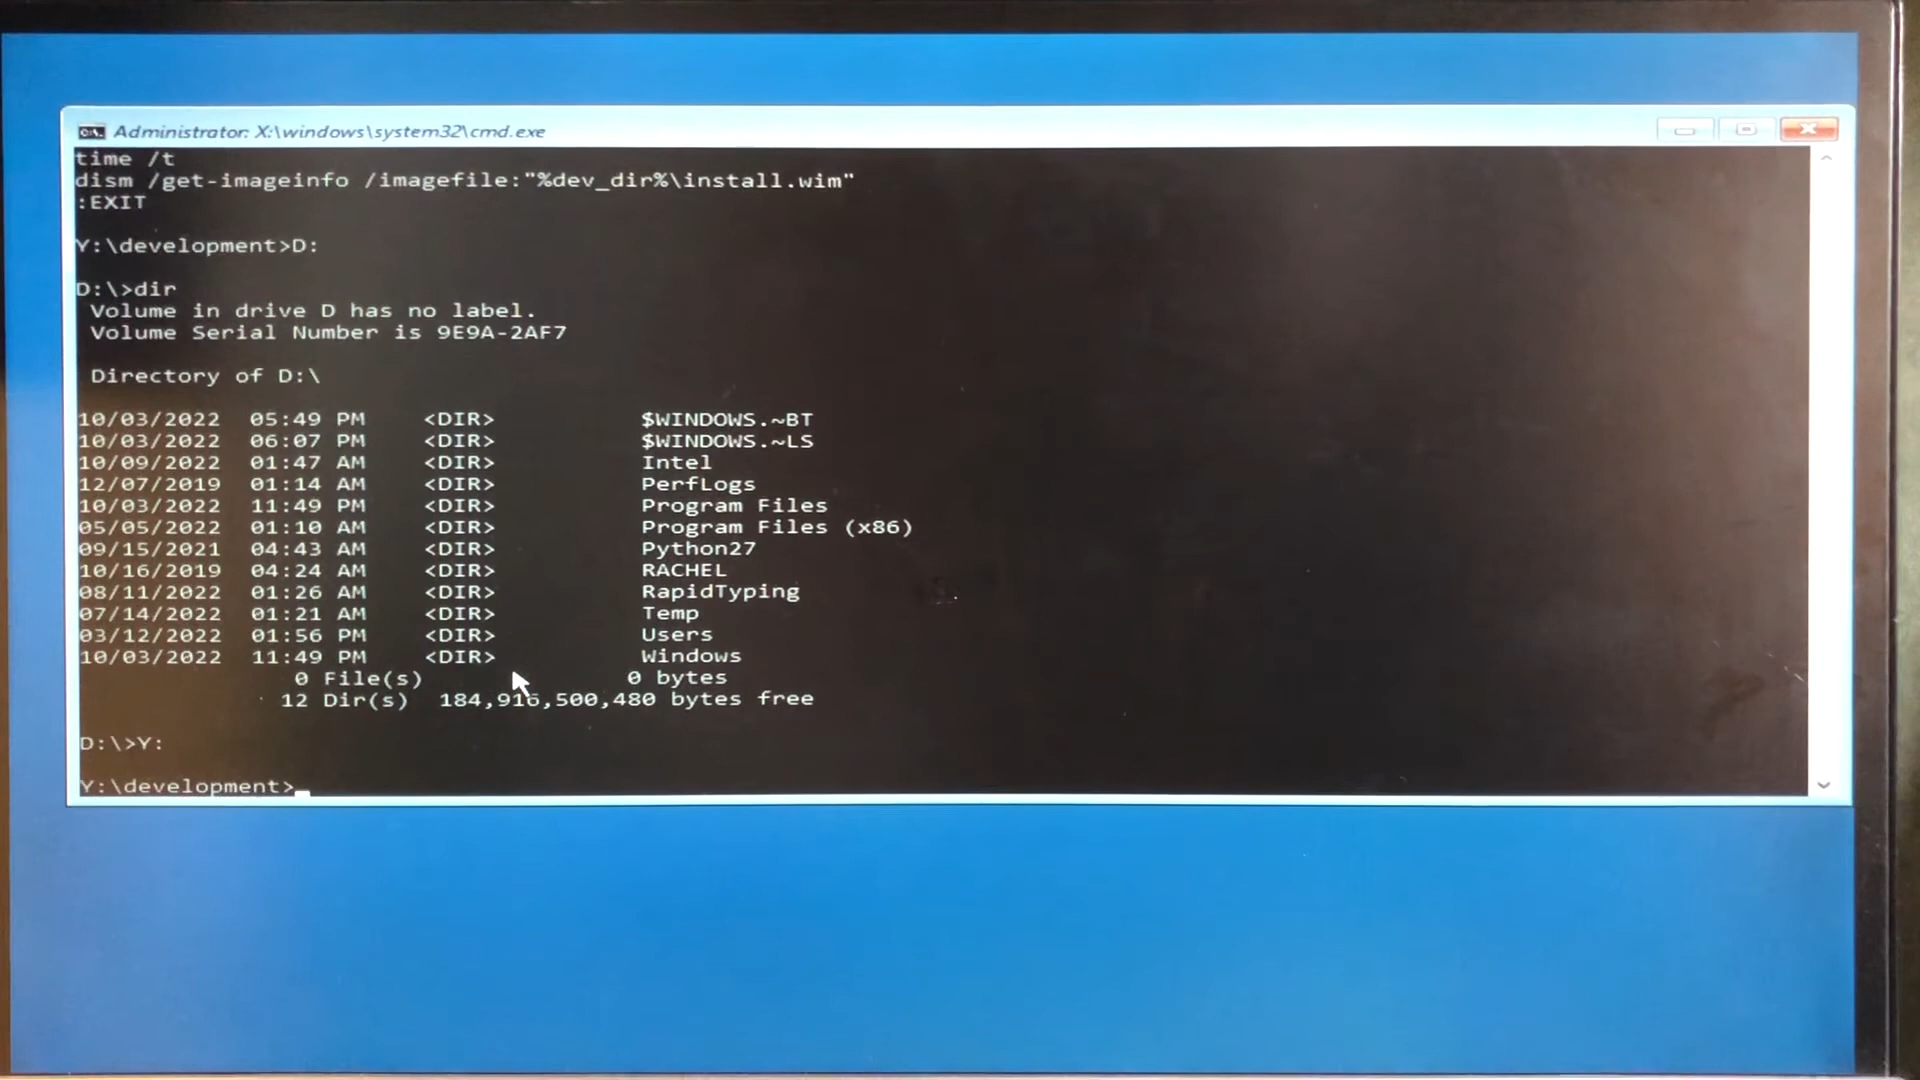 Administrator: X:\windows\system32\cmd.exe
time /t
dism /get-imageinfo /imagefile:"%dev_dir%\install.wim"
:EXIT
Y:\development>D:
D:\>dir
Volume in drive D has no label.
Volume Serial Number is 9E9A-2AF7
Directory of D:\
10/03/2022 05:49 PM <DIR> $WINDOWS.~BT
10/03/2022 06:07 PM <DIR> $WINDOWS.~LS
10/09/2022 01:47 AM <DIR> Intel
12/07/2019 01:14 AM <DIR> PerfLogs
10/03/2022 11:49 PM <DIR> Program Files
05/05/2022 01:10 AM <DIR> Program Files (x86)
09/15/2021 04:43 AM <DIR> Python27
10/16/2019 04:24 AM <DIR> RACHEL
08/11/2022 01:26 AM <DIR> RapidTyping
07/14/2022 01:21 AM <DIR> Temp
03/12/2022 01:56 PM <DIR> Users
10/03/2022 11:49 PM <DIR> Windows
0 File(s) 0 bytes
12 Dir(s) 184,916,500,480 bytes free
D:\>Y:
Y:\development>